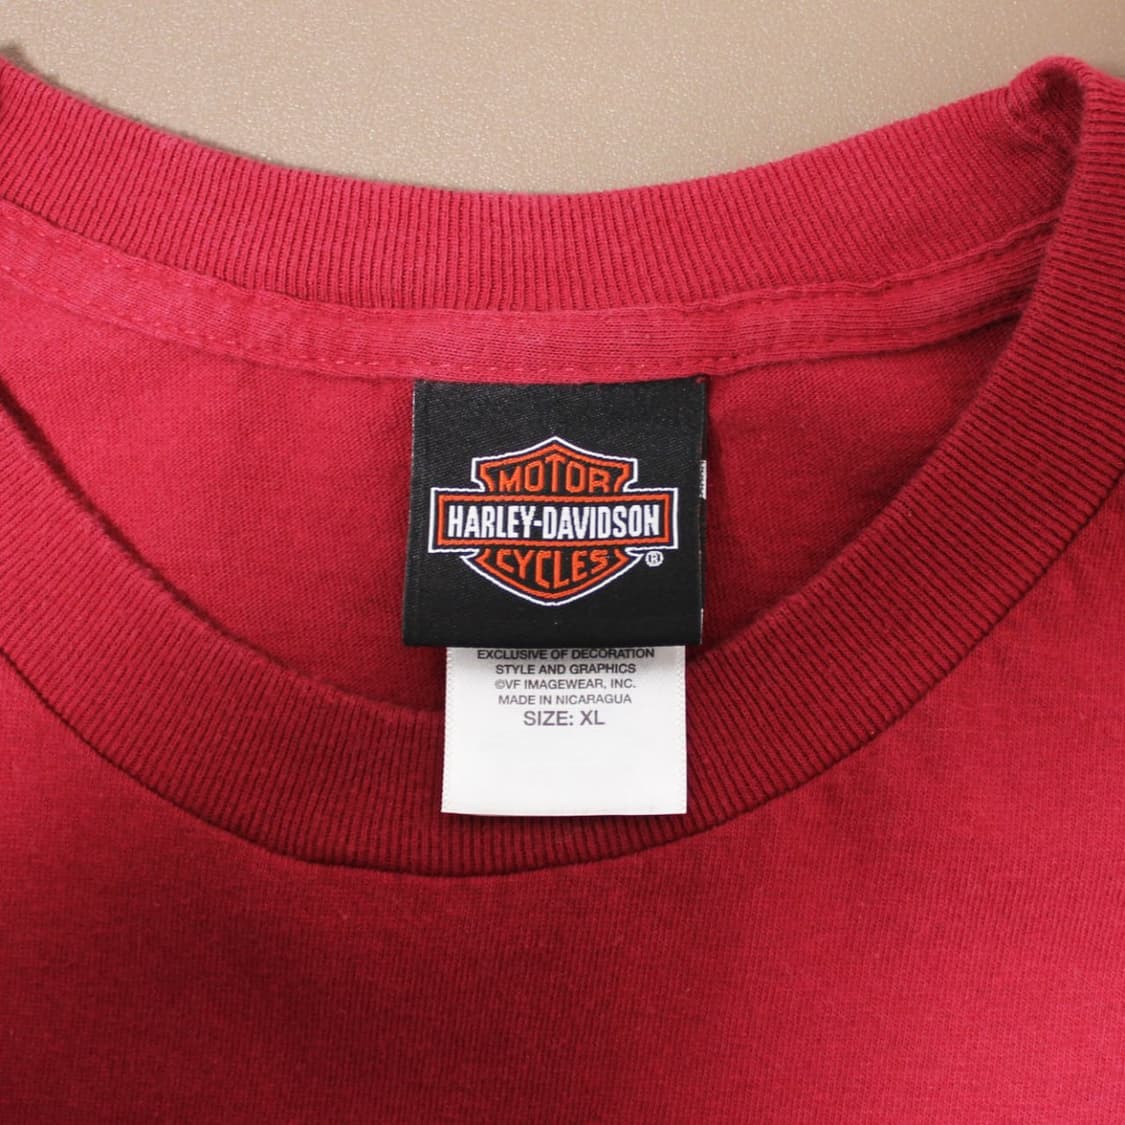 MOTOR
HARLEY-DAVIDSON
CYCLES
®
EXCLUSIVE OF DECORATION
STYLE AND GRAPHICS
©VF IMAGEWEAR, INC.
MADE IN NICARAGUA
SIZE: XL